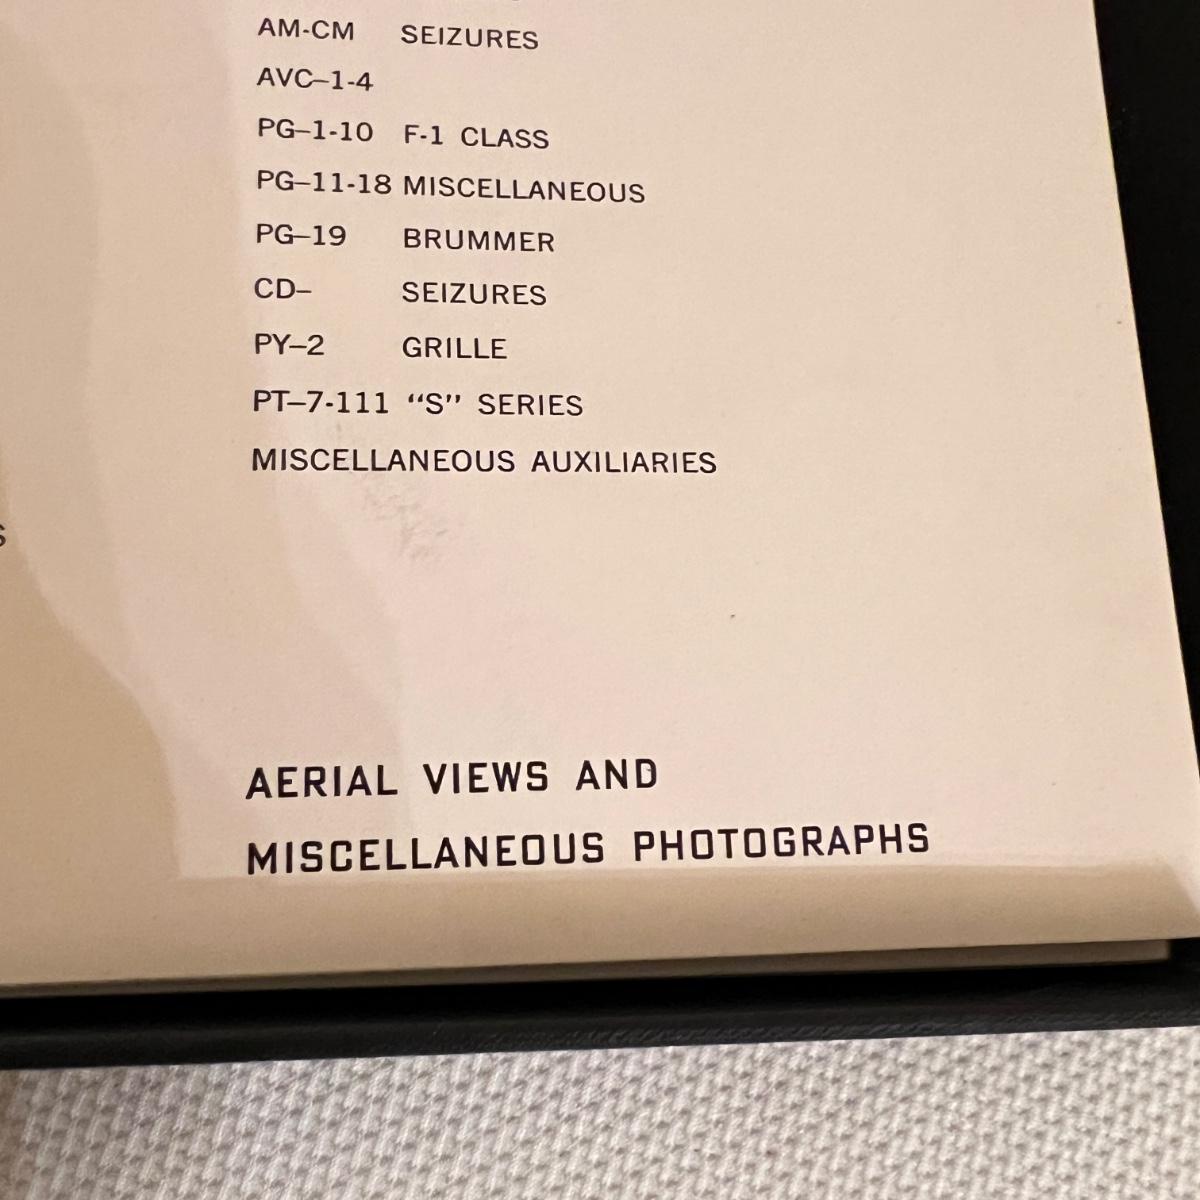 AM-CM SEIZURES
AVC–1-4
PG–1-10 F-1 CLASS
PG–11-18 MISCELLANEOUS
PG–19 BRUMMER
CD– SEIZURES
PY–2 GRILLE
PT–7-111 “S” SERIES
MISCELLANEOUS AUXILIARIES
AERIAL VIEWS AND
MISCELLANEOUS PHOTOGRAPHS